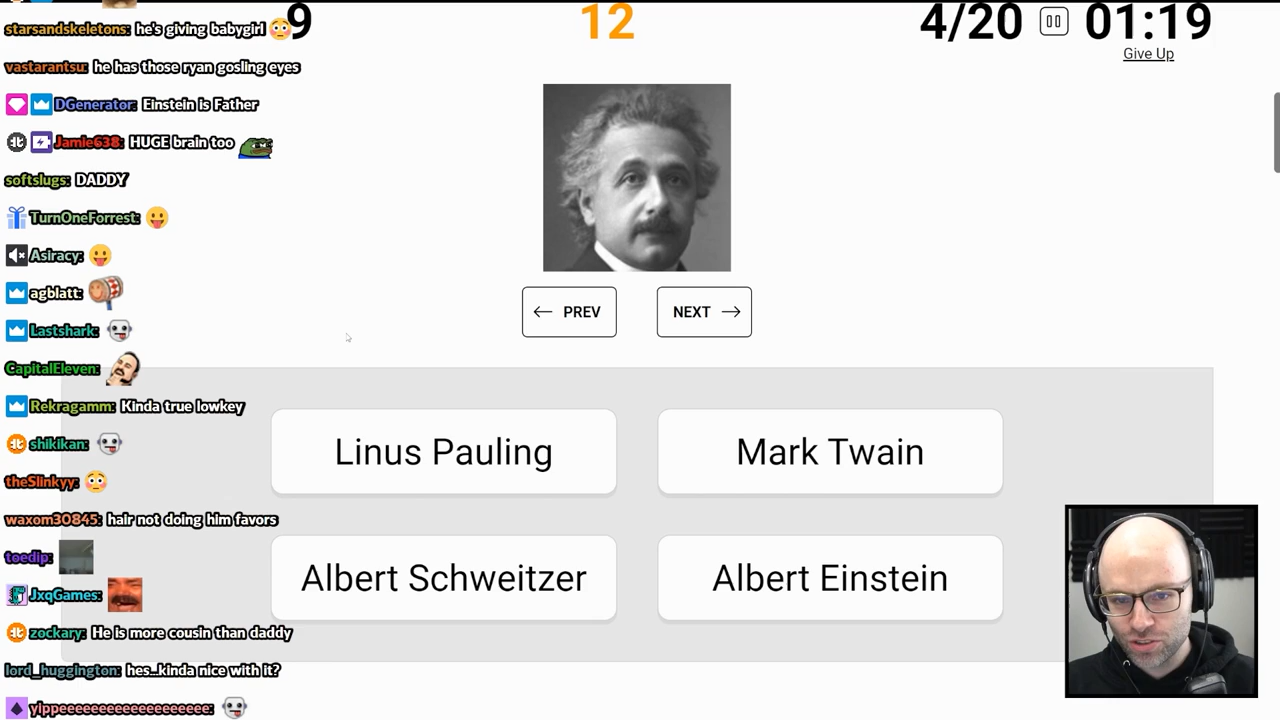 starsandskeletons: he's giving babygirl
9
12
4/20
01:19
Give Up
vastarantsu: he has those ryan gosling eyes
DGenerator: Einstein is Father
Jamie638: HUGE brain too
softslugs: DADDY
TurnOneForrest:
Asiracy:
agblatt:
Lastshark:
CapitalEleven:
Rekragamm: Kinda true lowkey
shikikan:
theSlinkyy:
waxom30845: hair not doing him favors
toedip:
JxqGames:
zockary: He is more cousin than daddy
lord_huggington: hes...kinda nice with it?
yippeeeeeeeeeeeeeeeeeee:
← PREV
NEXT →
Linus Pauling
Mark Twain
Albert Schweitzer
Albert Einstein